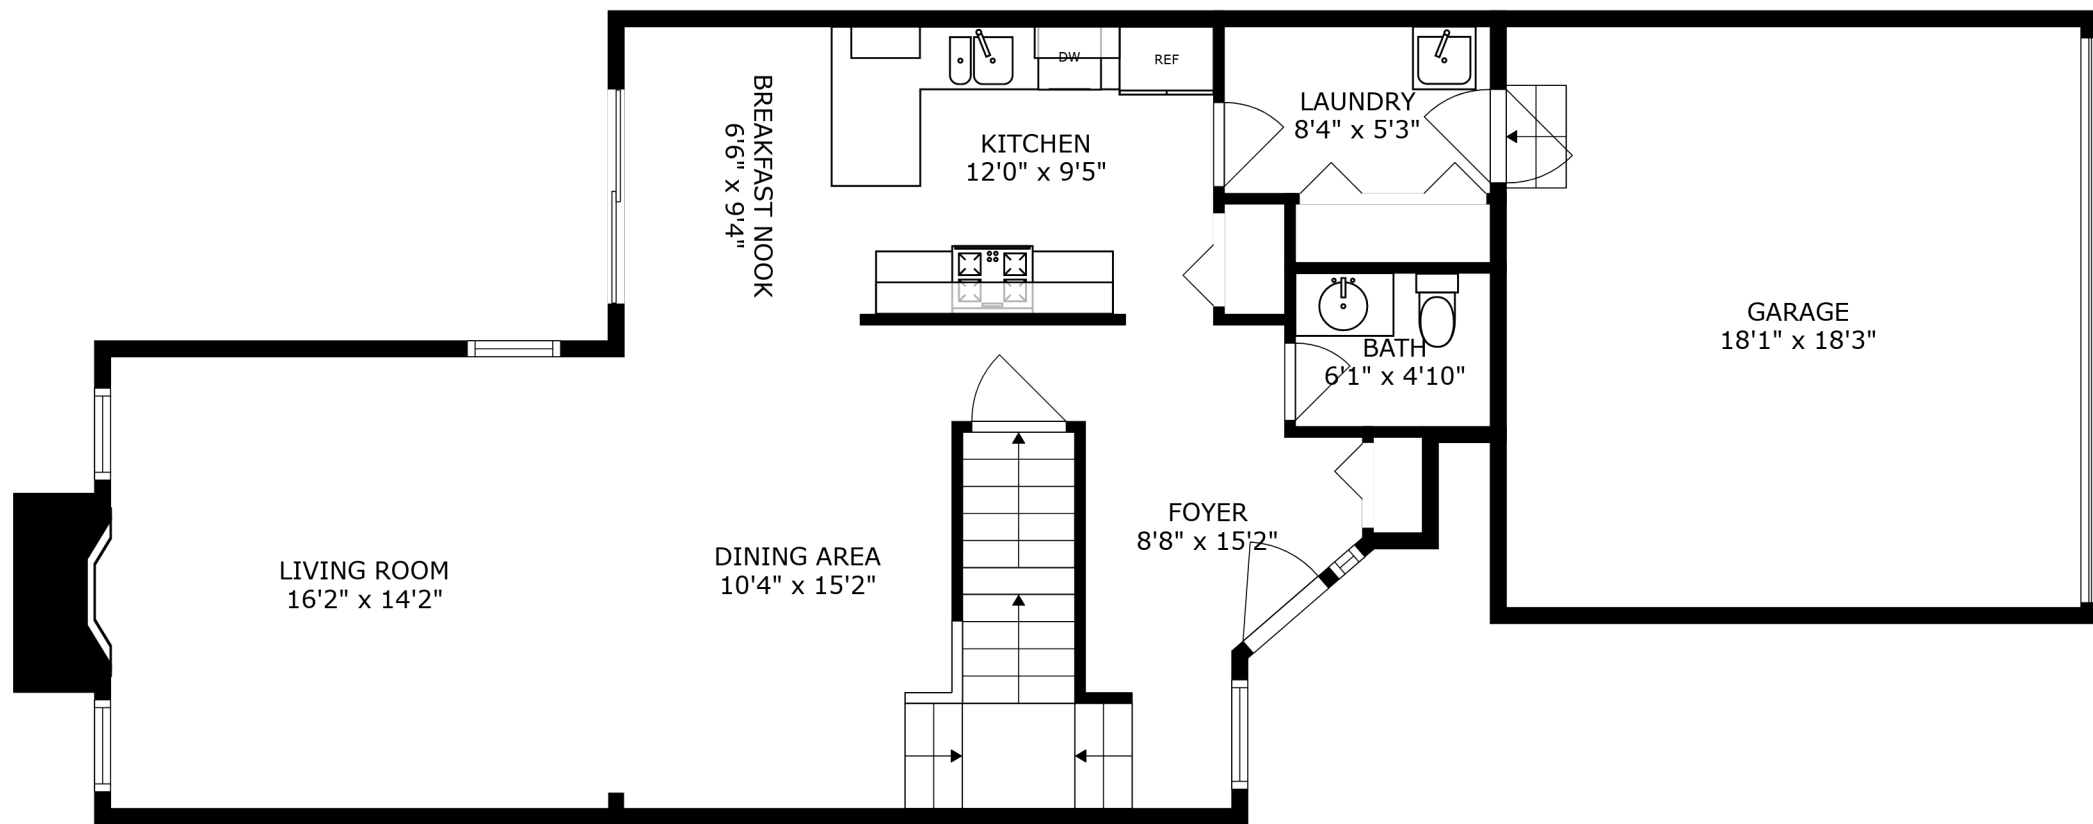 DW
REF
BREAKFAST NOOK
6'6" x 9'4"
KITCHEN
12'0" x 9'5"
LAUNDRY
8'4" x 5'3"
GARAGE
18'1" x 18'3"
BATH
6'1" x 4'10"
FOYER
8'8" x 15'2"
DINING AREA
10'4" x 15'2"
LIVING ROOM
16'2" x 14'2"